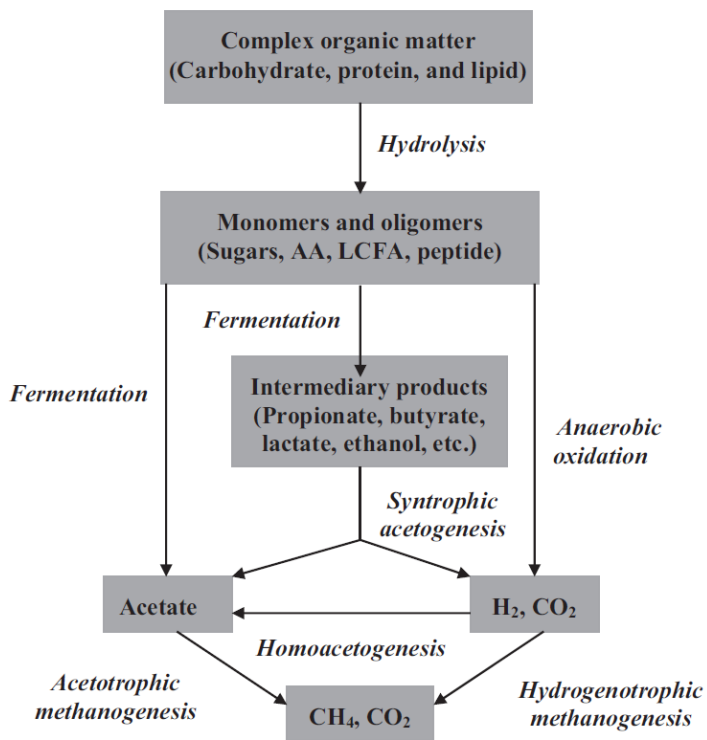 Complex organic matter
(Carbohydrate, protein, and lipid)
Hydrolysis
Monomers and oligomers
(Sugars, AA, LCFA, peptide)
Fermentation
Fermentation
Intermediary products
(Propionate, butyrate,
lactate, ethanol, etc.)
Anaerobic
oxidation
Syntrophic
acetogenesis
Acetate
H₂, CO₂
Homoacetogenesis
Acetotrophic
methanogenesis
CH₄, CO₂
Hydrogenotrophic
methanogenesis